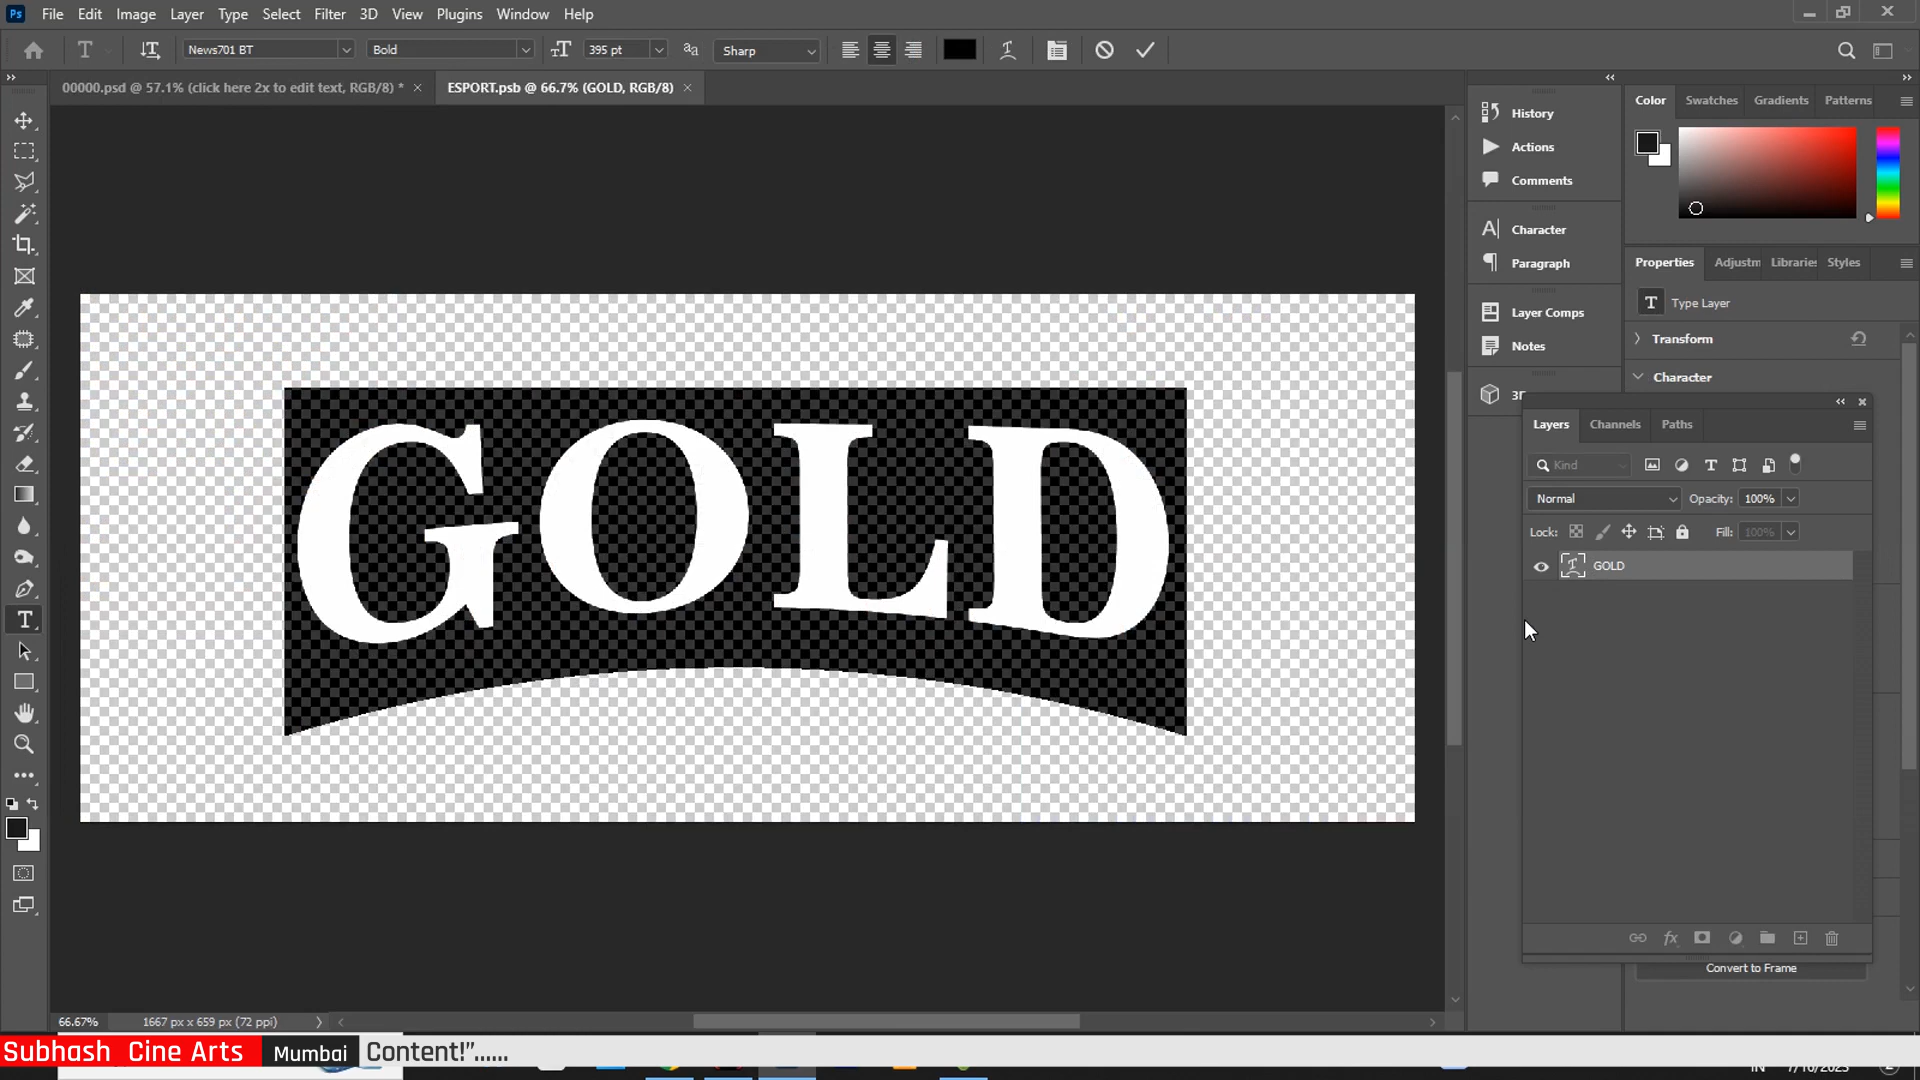 Ps File Edit Image Layer Type Select Filter 3D View Plugins Window Help
News701 BT Bold 395 pt Sharp
00000.psd @ 57.1% (click here 2x to edit text, RGB/8) * × ESPORT.psb @ 66.7% (GOLD, RGB/8) ×
History
Actions
Comments
Character
Paragraph
Layer Comps
Notes
Color Swatches Gradients Patterns
Properties Adjustm Libraries Styles
Type Layer
Transform
Character
Layers Channels Paths
Kind
Normal Opacity: 100%
Lock: Fill: 100%
GOLD
Convert to Frame
GOLD
66.67% 1667 px x 659 px (72 ppi)
Subhash Cine Arts Mumbai Content!”......